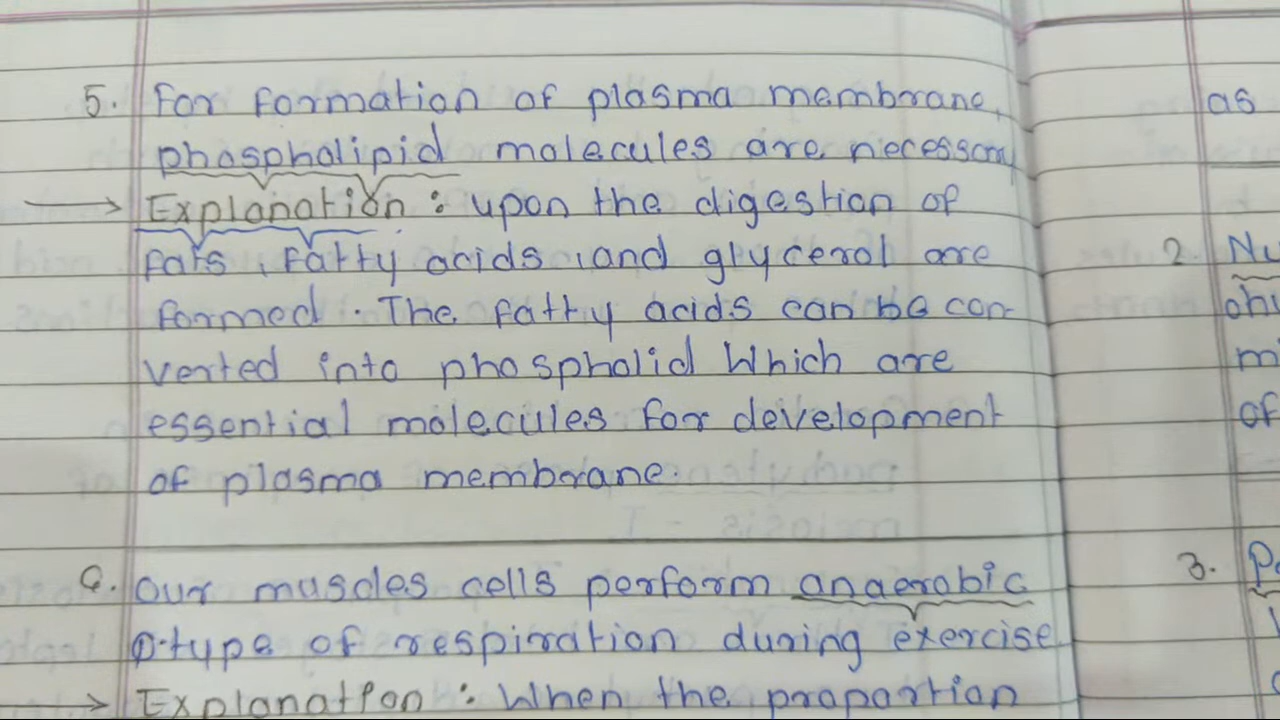 5. For formation of plasma membrane,
phospholipid molecules are necessary
→ Explanation : upon the digestion of
fats, fatty acids, and glycerol are
formed. The fatty acids can be con-
verted into phospholid Which are
essential molecules for development
of plasma membrane.
6. Our muscles cells perform anaerobic
type of respiration during exercise
→ Explanation : When the proportion
as
2. Nu
of
3.